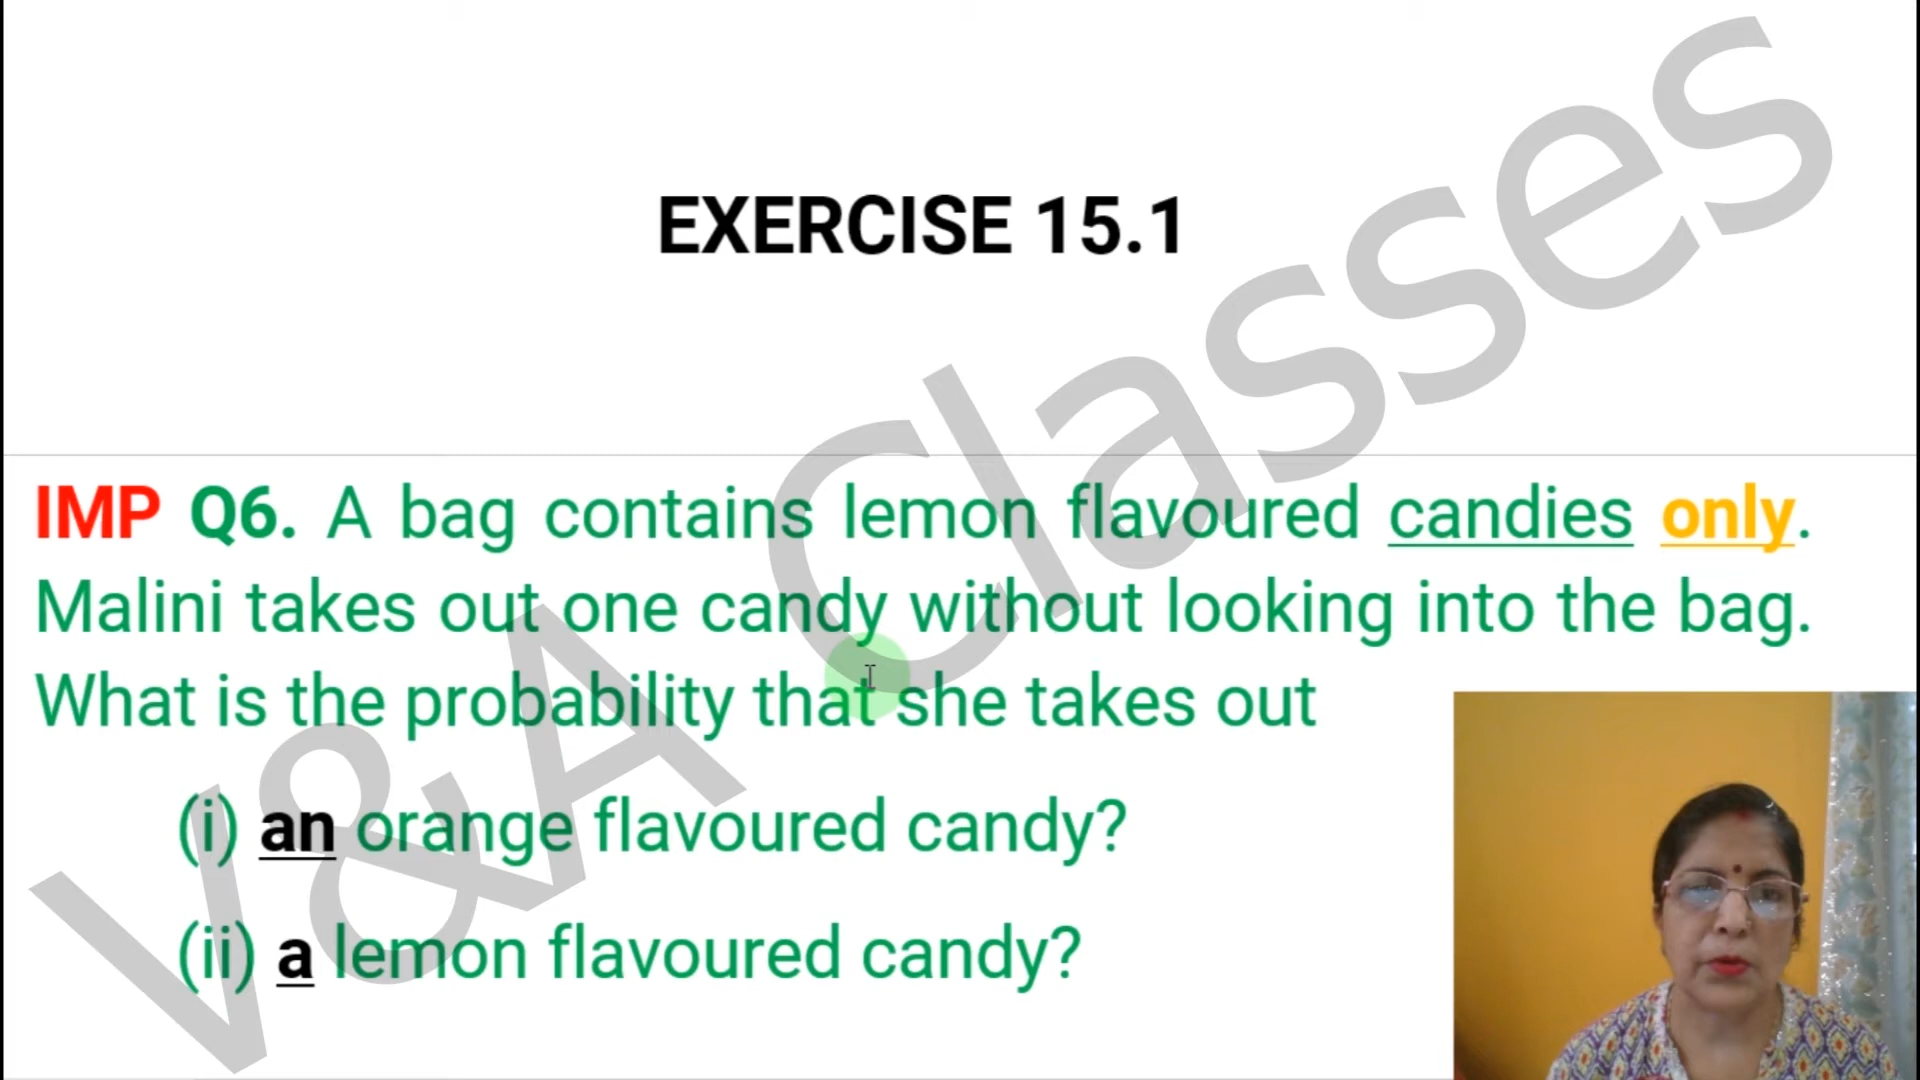 EXERCISE 15.1
IMP Q6. A bag contains lemon flavoured candies only.
Malini takes out one candy without looking into the bag.
What is the probability that she takes out
(i) an orange flavoured candy?
(ii) a lemon flavoured candy?
V&A Classes